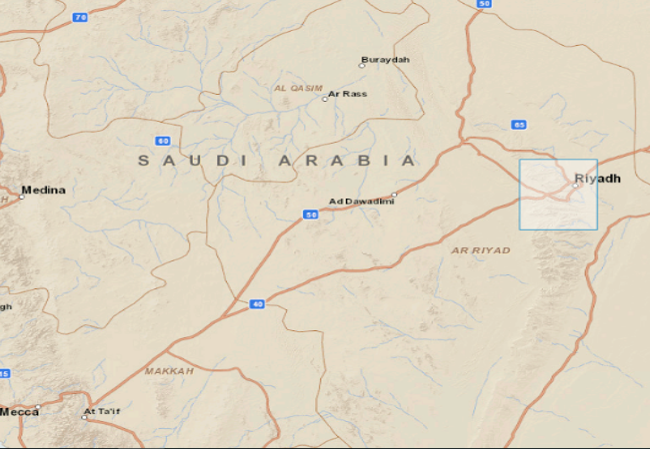 50
70
Buraydah
AL QASIM
Ar Rass
65
60
SAUDI ARABIA
Riyadh
Medina
H
Ad Dawadimi
50
AR RIYAD
40
gh
MAKKAH
15
Mecca
At Ta'if